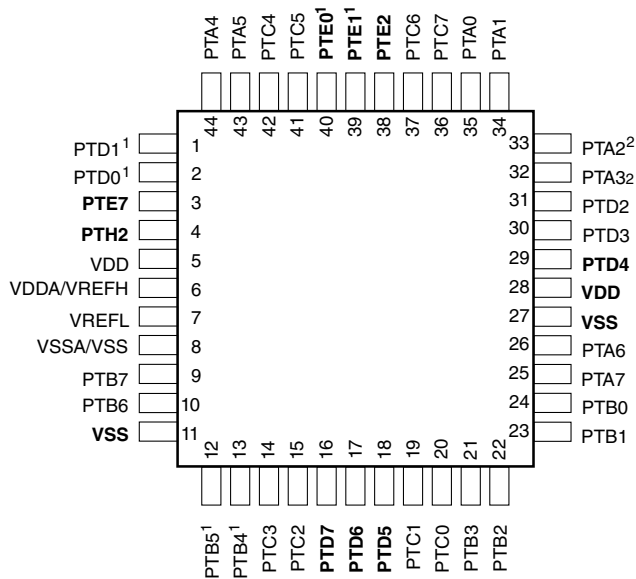 PTA4
PTA5
PTC4
PTC5
PTE0¹
PTE1¹
PTE2
PTC6
PTC7
PTA0
PTA1
44
43
42
41
40
39
38
37
36
35
34
PTD1¹ 1
PTD0¹ 2
PTE7 3
PTH2 4
VDD 5
VDDA/VREFH 6
VREFL 7
VSSA/VSS 8
PTB7 9
PTB6 10
VSS 11
33 PTA2²
32 PTA32
31 PTD2
30 PTD3
29 PTD4
28 VDD
27 VSS
26 PTA6
25 PTA7
24 PTB0
23 PTB1
12
13
14
15
16
17
18
19
20
21
22
PTB5¹
PTB4¹
PTC3
PTC2
PTD7
PTD6
PTD5
PTC1
PTC0
PTB3
PTB2